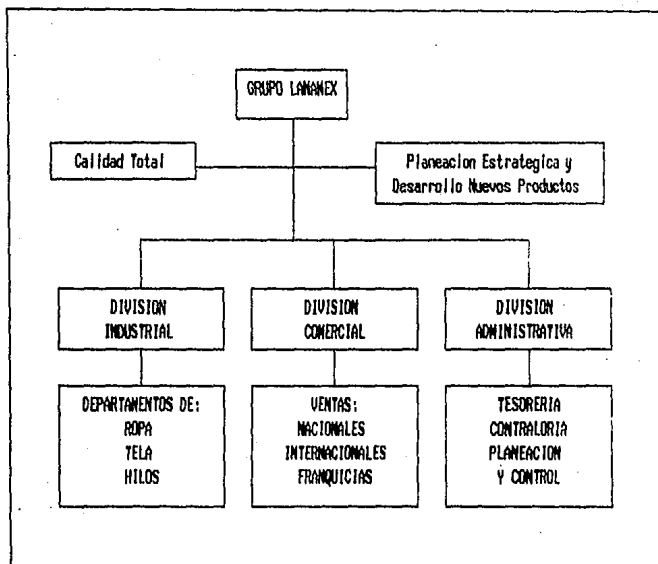 GRUPO LANAMEX
Calidad Total
Planeacion Estrategica y
Desarrollo Nuevos Productos
DIVISION
INDUSTRIAL
DIVISION
COMERCIAL
DIVISION
ADMINISTRATIVA
DEPARTAMENTOS DE:
ROPA
TELA
HILOS
VENTAS:
NACIONALES
INTERNACIONALES
FRANQUICIAS
TESORERIA
CONTRALORIA
PLANEACION
Y CONTROL